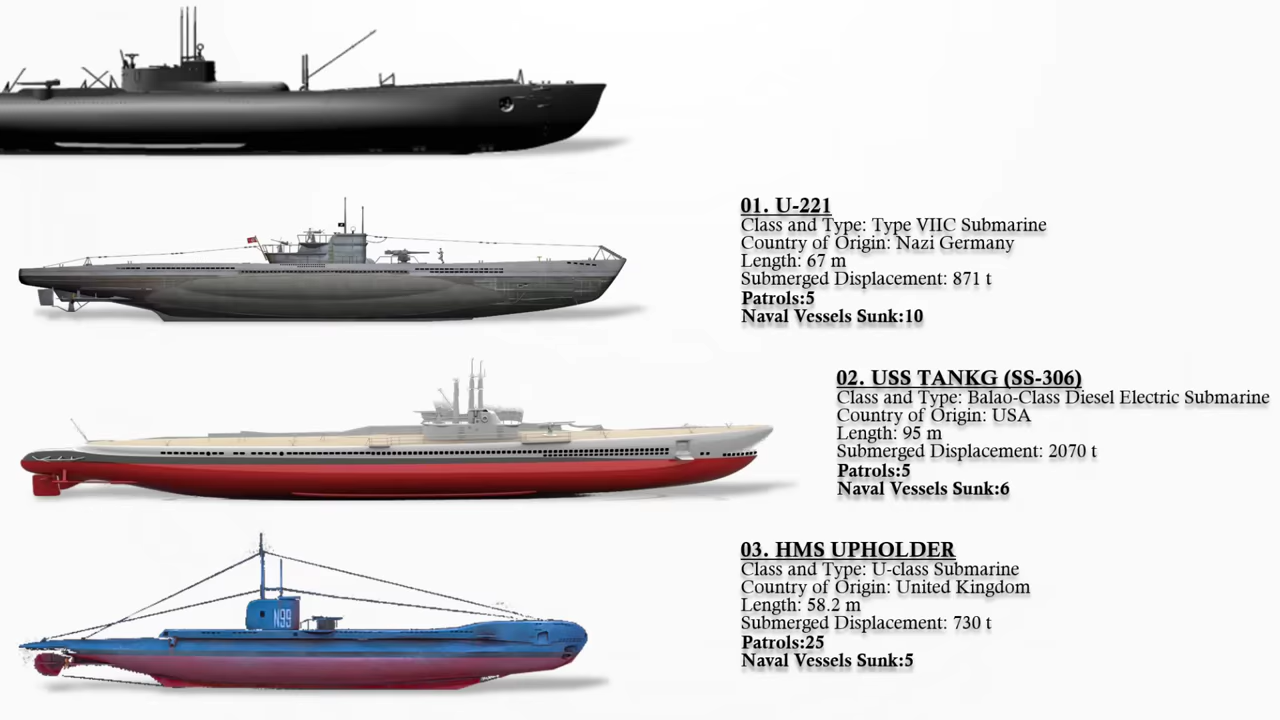 01. U-221
Class and Type: Type VIIC Submarine
Country of Origin: Nazi Germany
Length: 67 m
Submerged Displacement: 871 t
Patrols:5
Naval Vessels Sunk:10
02. USS TANKG (SS-306)
Class and Type: Balao-Class Diesel Electric Submarine
Country of Origin: USA
Length: 95 m
Submerged Displacement: 2070 t
Patrols:5
Naval Vessels Sunk:6
03. HMS UPHOLDER
Class and Type: U-class Submarine
Country of Origin: United Kingdom
Length: 58.2 m
Submerged Displacement: 730 t
Patrols:25
Naval Vessels Sunk:5
N99